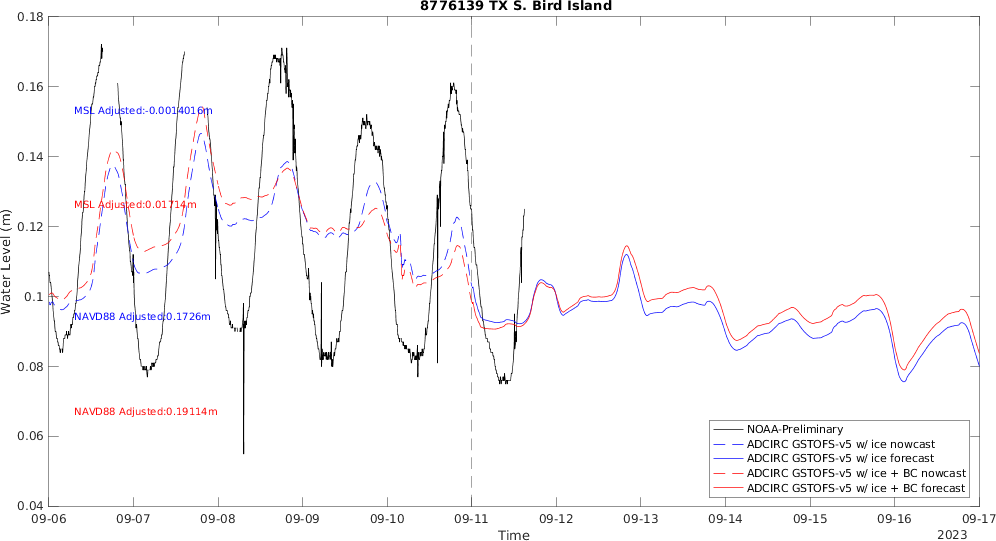 8776139 TX S. Bird Island
0.18
0.16
0.14
0.12
0.1
0.08
0.06
0.04
Water Level (m)
MSL Adjusted:-0.0014016m
MSL Adjusted:0.01714m
NAVD88 Adjusted:0.1726m
NAVD88 Adjusted:0.19114m
NOAA-Preliminary
ADCIRC GSTOFS-v5 w/ ice nowcast
ADCIRC GSTOFS-v5 w/ ice forecast
ADCIRC GSTOFS-v5 w/ ice + BC nowcast
ADCIRC GSTOFS-v5 w/ ice + BC forecast
09-06 09-07 09-08 09-09 09-10 09-11 09-12 09-13 09-14 09-15 09-16 09-17
Time
2023